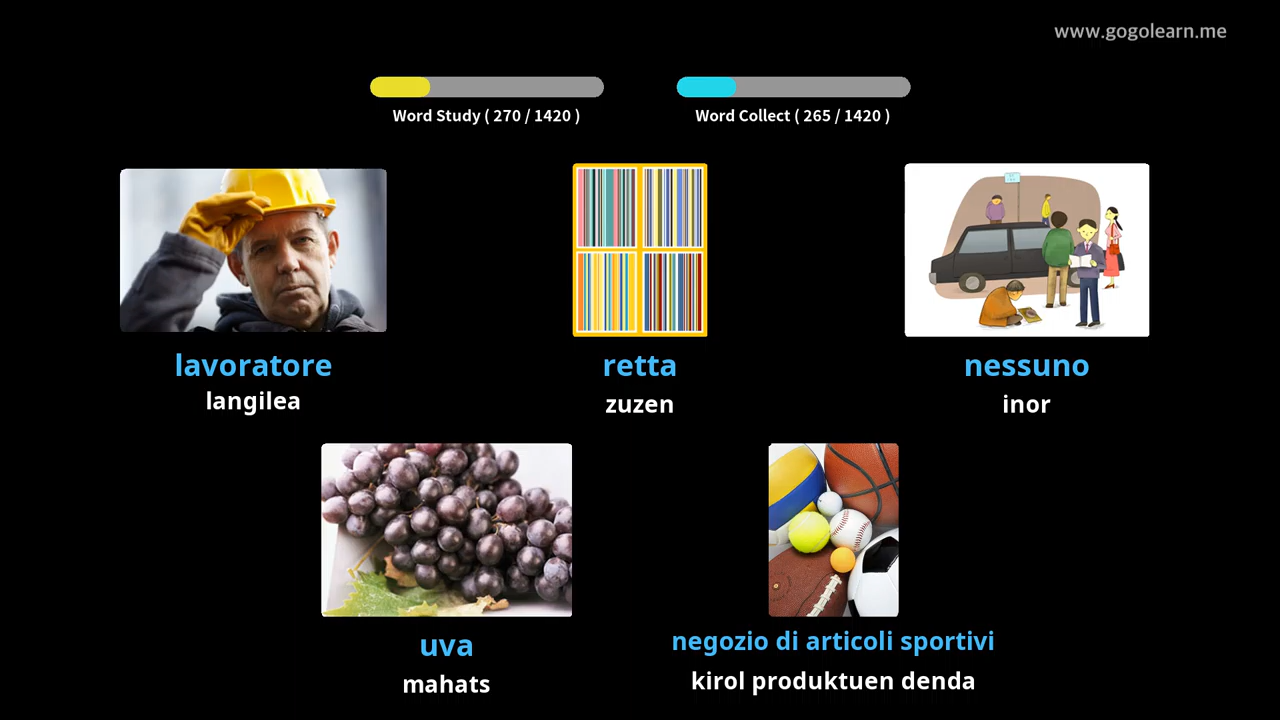 www.gogolearn.me
Word Study ( 270 / 1420 )
Word Collect ( 265 / 1420 )
lavoratore
langilea
retta
zuzen
nessuno
inor
uva
mahats
negozio di articoli sportivi
kirol produktuen denda